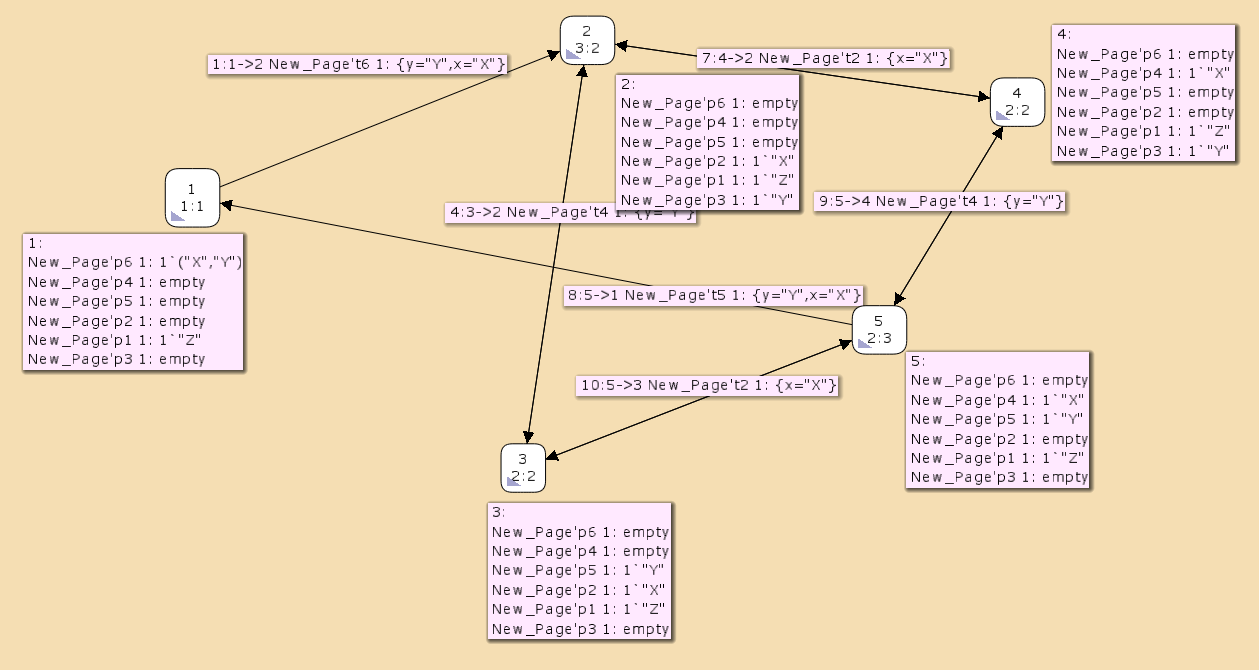 2
3:2
1:1->2 New_Page't6 1: {y="Y",x="X"}
7:4->2 New_Page't2 1: {x="X"}
4:
New_Page'p6 1: empty
New_Page'p4 1: 1`"X"
New_Page'p5 1: empty
New_Page'p2 1: empty
New_Page'p1 1: 1`"Z"
New_Page'p3 1: 1`"Y"
4
2:2
2:
New_Page'p6 1: empty
New_Page'p4 1: empty
New_Page'p5 1: empty
New_Page'p2 1: 1`"X"
New_Page'p1 1: 1`"Z"
New_Page'p3 1: 1`"Y"
1
1:1
4:3->2 New_Page't4 1: {y="Y"}
9:5->4 New_Page't4 1: {y="Y"}
1:
New_Page'p6 1: 1`("X","Y")
New_Page'p4 1: empty
New_Page'p5 1: empty
New_Page'p2 1: empty
New_Page'p1 1: 1`"Z"
New_Page'p3 1: empty
8:5->1 New_Page't5 1: {y="Y",x="X"}
5
2:3
5:
New_Page'p6 1: empty
New_Page'p4 1: 1`"X"
New_Page'p5 1: 1`"Y"
New_Page'p2 1: empty
New_Page'p1 1: 1`"Z"
New_Page'p3 1: empty
10:5->3 New_Page't2 1: {x="X"}
3
2:2
3:
New_Page'p6 1: empty
New_Page'p4 1: empty
New_Page'p5 1: 1`"Y"
New_Page'p2 1: 1`"X"
New_Page'p1 1: 1`"Z"
New_Page'p3 1: empty